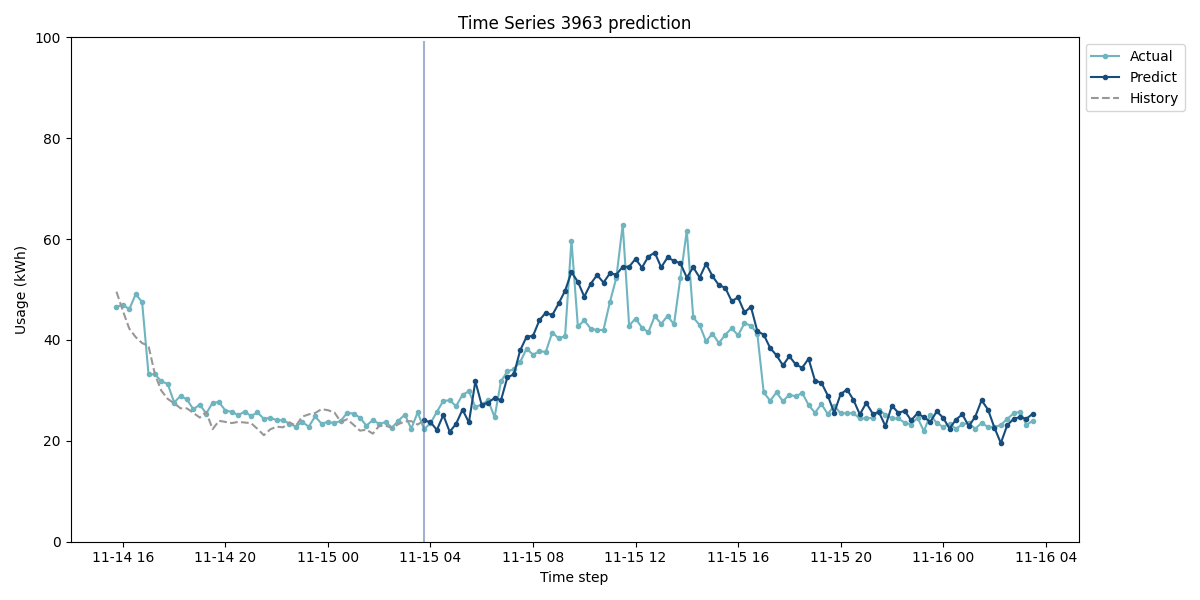 Time Series 3963 prediction
100
80
60
40
20
0
Usage (kWh)
11-14 16
11-14 20
11-15 00
11-15 04
11-15 08
11-15 12
11-15 16
11-15 20
11-16 00
11-16 04
Time step
Actual
Predict
History